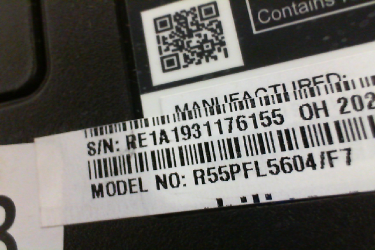 Contains
MANUFACTURED:
S/N: RE1A1931176155 OH 202
MODEL NO: R55PFL5604/F7